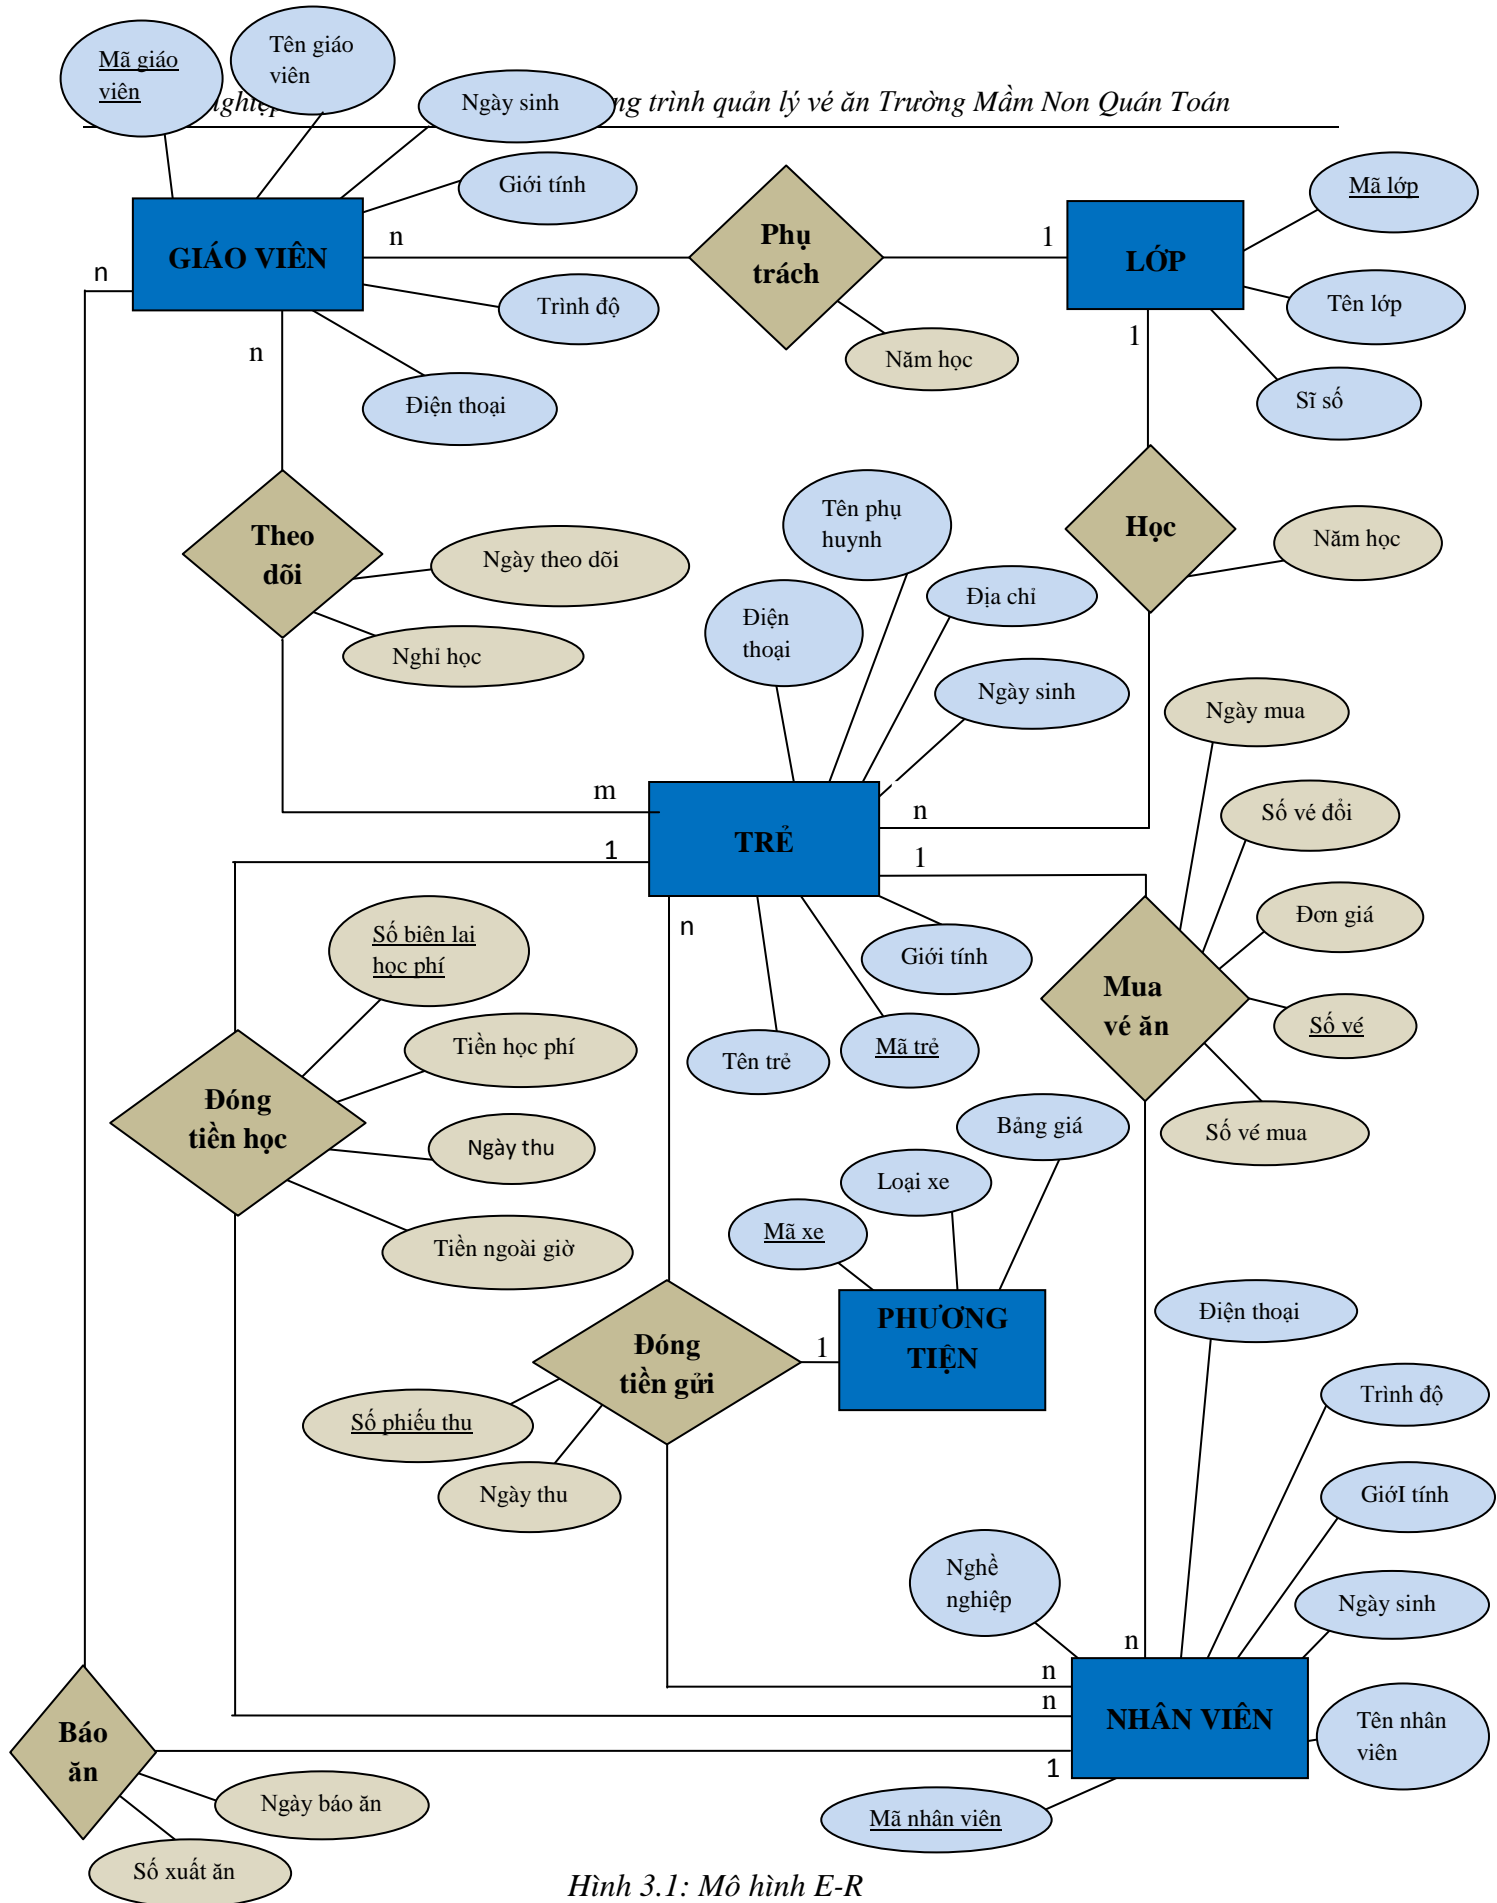 Mã giáo
viên
Tên giáo
viên
Ngày sinh
ng trình quản lý vé ăn Trường Mầm Non Quán Toán
Giới tính
Mã lớp
GIÁO VIÊN
n
Phụ
trách
1
LỚP
n
Trình độ
Tên lớp
n
1
Năm học
Điện thoại
Sĩ số
Theo
dõi
Ngày theo dõi
Nghỉ học
Tên phụ
huynh
Học
Năm học
Điện
thoại
Địa chỉ
Ngày sinh
Ngày mua
m
TRẺ
n
1
1
Số vé đổi
n
Số biên lai
học phí
Giới tính
Đơn giá
Mua
vé ăn
Số vé
Tiền học phí
Tên trẻ
Mã trẻ
Đóng
tiền học
Ngày thu
Bảng giá
Số vé mua
Loại xe
Mã xe
Tiền ngoài giờ
PHƯƠNG
TIỆN
Điện thoại
Đóng
tiền gửi
1
Trình độ
Số phiếu thu
Ngày thu
GiớI tính
Nghề
nghiệp
Ngày sinh
n
n
n
NHÂN VIÊN
Tên nhân
viên
Báo
ăn
1
Ngày báo ăn
Mã nhân viên
Số xuất ăn
Hình 3.1: Mô hình E-R